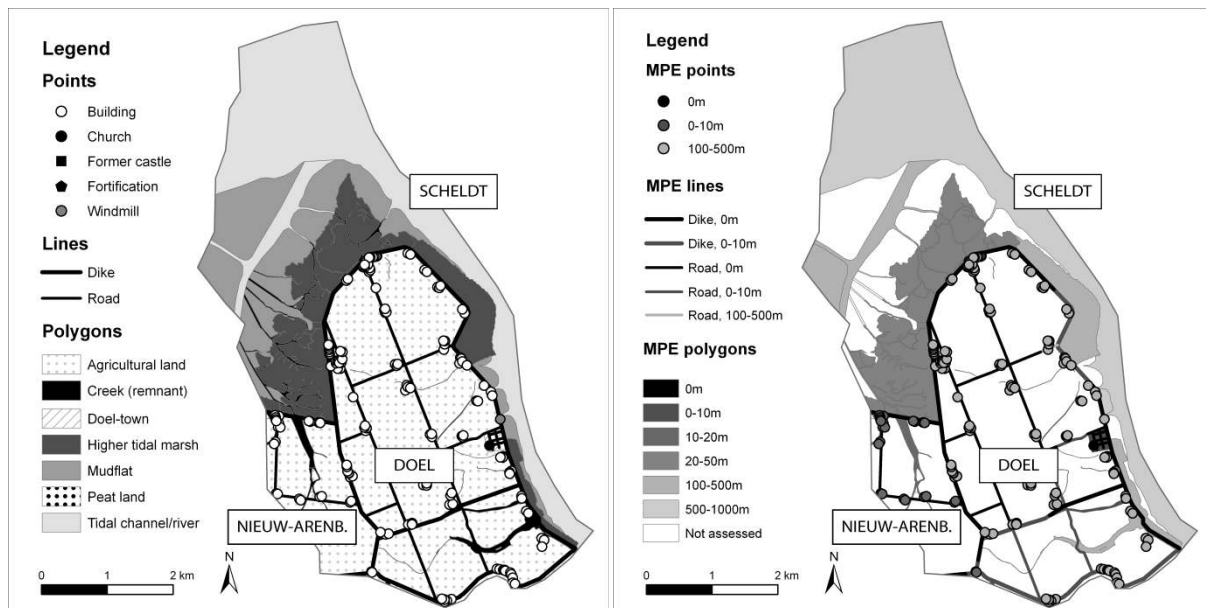 Legend
Points
Building
Church
Former castle
Fortification
Windmill
Lines
Dike
Road
Polygons
Agricultural land
Creek (remnant)
Doel-town
Higher tidal marsh
Mudflat
Peat land
Tidal channel/river
0 1 2 km
N
SCHELDT
DOEL
NIEUW-ARENB.
Legend
MPE points
0m
0-10m
100-500m
MPE lines
Dike, 0m
Dike, 0-10m
Road, 0m
Road, 0-10m
Road, 100-500m
MPE polygons
0m
0-10m
10-20m
20-50m
100-500m
500-1000m
Not assessed
0 1 2 km
N
SCHELDT
DOEL
NIEUW-ARENB.